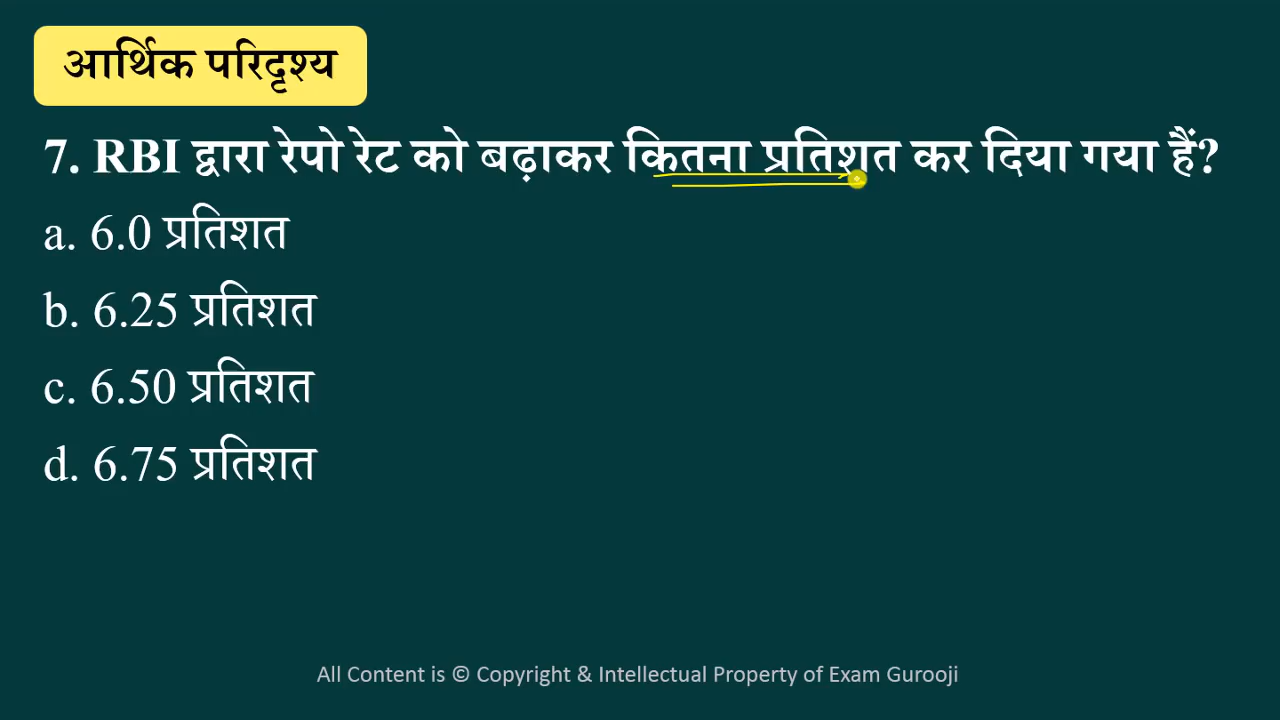 आर्थिक परिदृश्य
7. RBI द्वारा रेपो रेट को बढ़ाकर कितना प्रतिशत कर दिया गया हैं?
a. 6.0 प्रतिशत
b. 6.25 प्रतिशत
c. 6.50 प्रतिशत
d. 6.75 प्रतिशत
All Content is © Copyright & Intellectual Property of Exam Gurooji